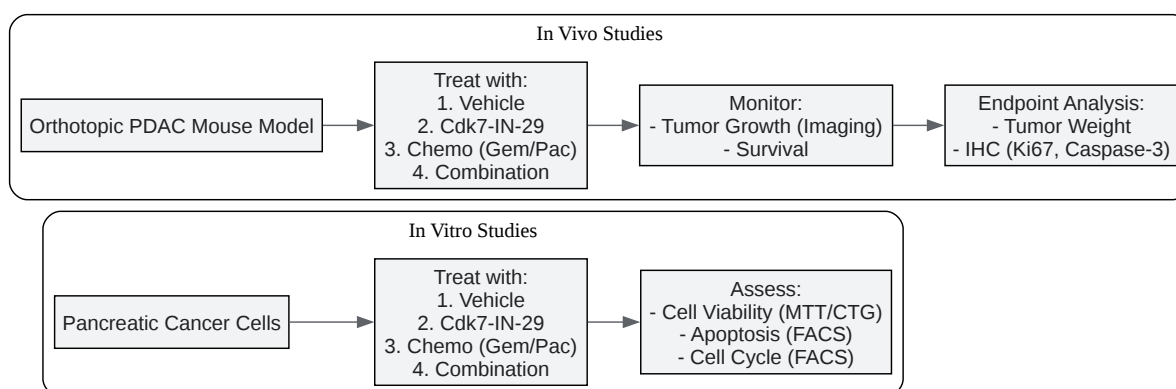 In Vivo Studies
Orthotopic PDAC Mouse Model
Treat with:
1. Vehicle
2. Cdk7-IN-29
3. Chemo (Gem/Pac)
4. Combination
Monitor:
- Tumor Growth (Imaging)
- Survival
Endpoint Analysis:
- Tumor Weight
- IHC (Ki67, Caspase-3)
In Vitro Studies
Pancreatic Cancer Cells
Treat with:
1. Vehicle
2. Cdk7-IN-29
3. Chemo (Gem/Pac)
4. Combination
Assess:
- Cell Viability (MTT/CTG)
- Apoptosis (FACS)
- Cell Cycle (FACS)